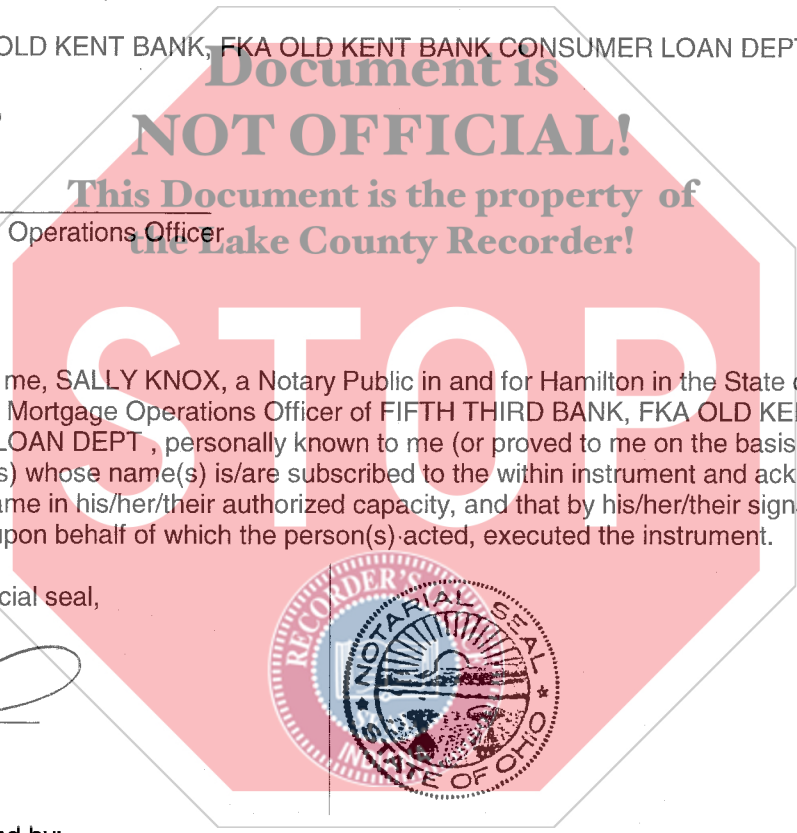 OLD KENT BANK, FKA OLD KENT BANK CONSUMER LOAN DEPT
Document is
NOT OFFICIAL!
This Document is the property of
the Lake County Recorder!
Operations Officer
STOP
me, SALLY KNOX, a Notary Public in and for Hamilton in the State
Mortgage Operations Officer of FIFTH THIRD BANK, FKA OLD KE
LOAN DEPT , personally known to me (or proved to me on the basis
s) whose name(s) is/are subscribed to the within instrument and ack
ame in his/her/their authorized capacity, and that by his/her/their sign
upon behalf of which the person(s) acted, executed the instrument.
cial seal,
RECORDER'S
INDIANA
NOTARIAL SEAL
STATE OF OHIO